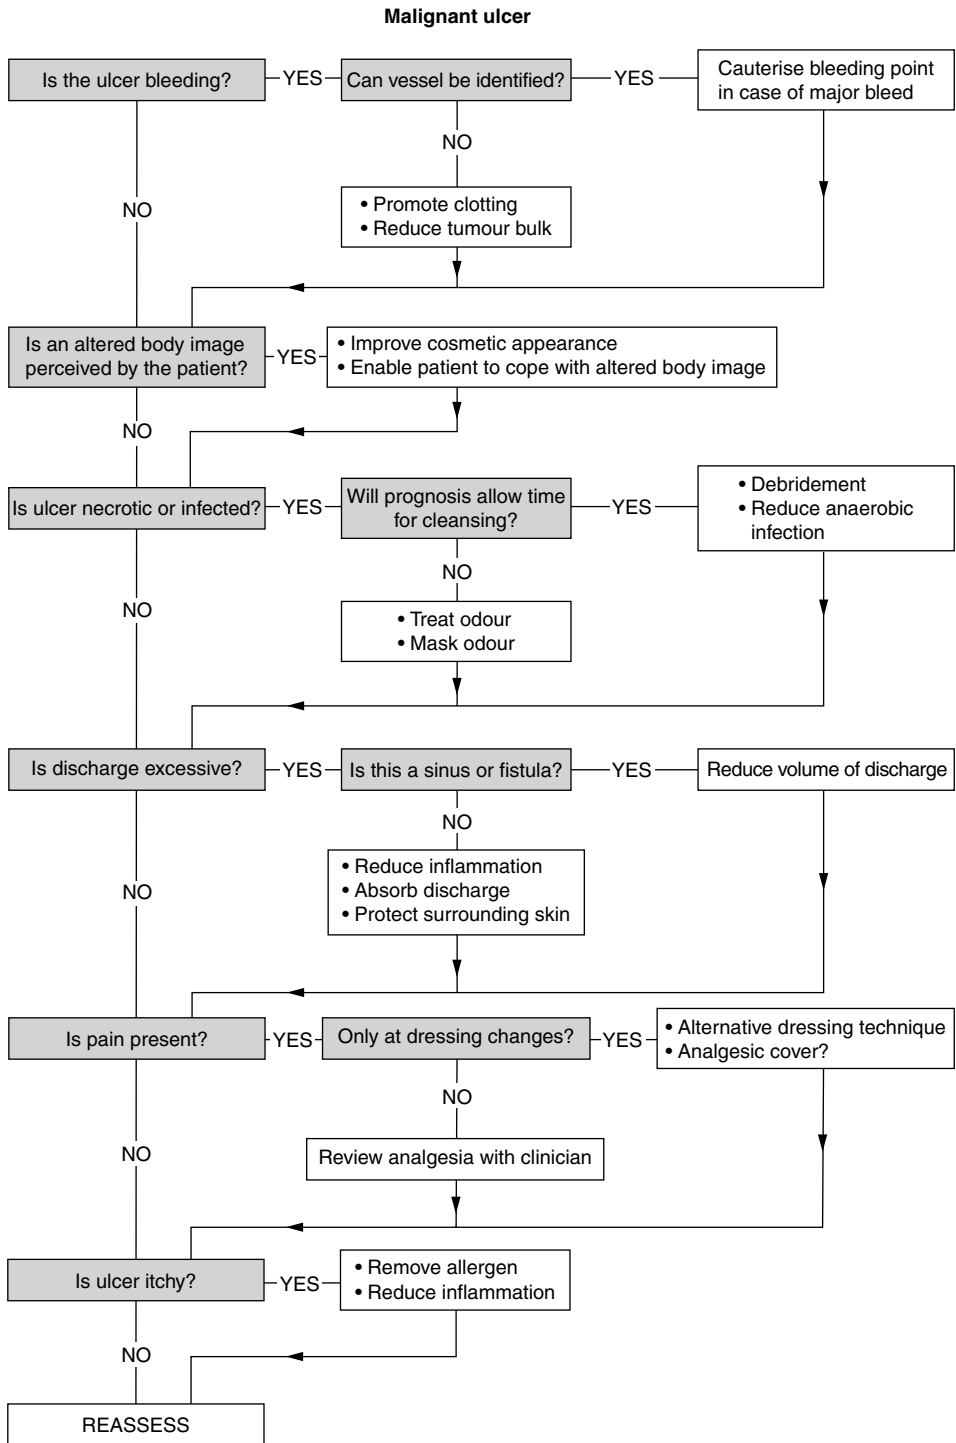 Malignant ulcer
Is the ulcer bleeding?
YES
Can vessel be identified?
YES
Cauterise bleeding point
in case of major bleed
NO
NO
• Promote clotting
• Reduce tumour bulk
Is an altered body image
perceived by the patient?
YES
• Improve cosmetic appearance
• Enable patient to cope with altered body image
NO
Is ulcer necrotic or infected?
YES
Will prognosis allow time
for cleansing?
YES
• Debridement
• Reduce anaerobic
infection
NO
NO
• Treat odour
• Mask odour
Is discharge excessive?
YES
Is this a sinus or fistula?
YES
Reduce volume of discharge
NO
NO
• Reduce inflammation
• Absorb discharge
• Protect surrounding skin
Is pain present?
YES
Only at dressing changes?
YES
• Alternative dressing technique
• Analgesic cover?
NO
NO
Review analgesia with clinician
Is ulcer itchy?
YES
• Remove allergen
• Reduce inflammation
NO
REASSESS